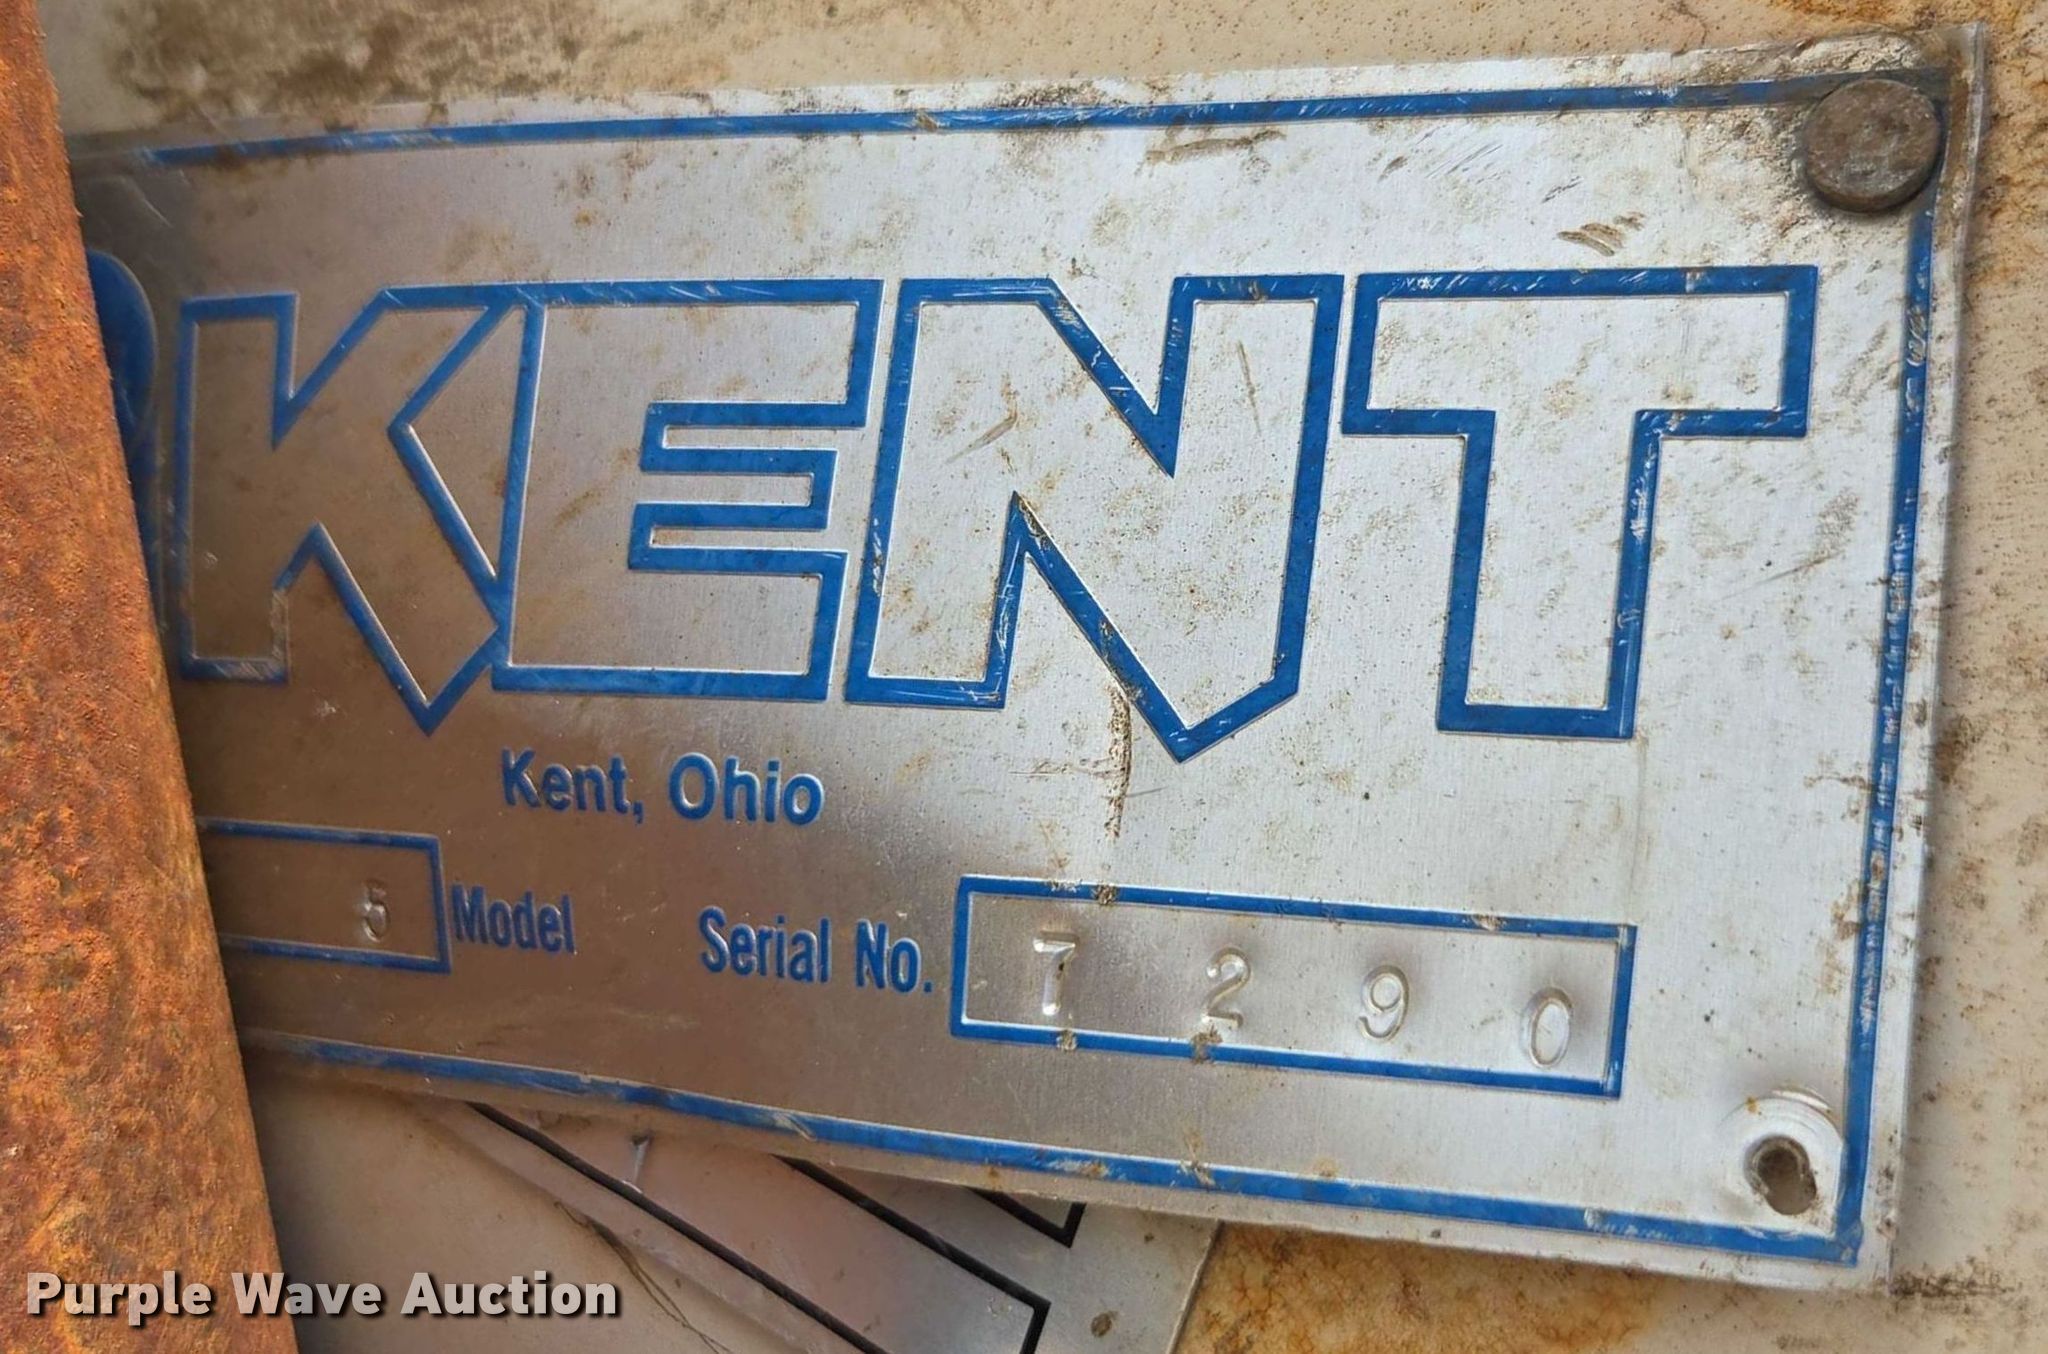 KENT
Kent, Ohio
5 Model Serial No. 7290
Purple Wave Auction